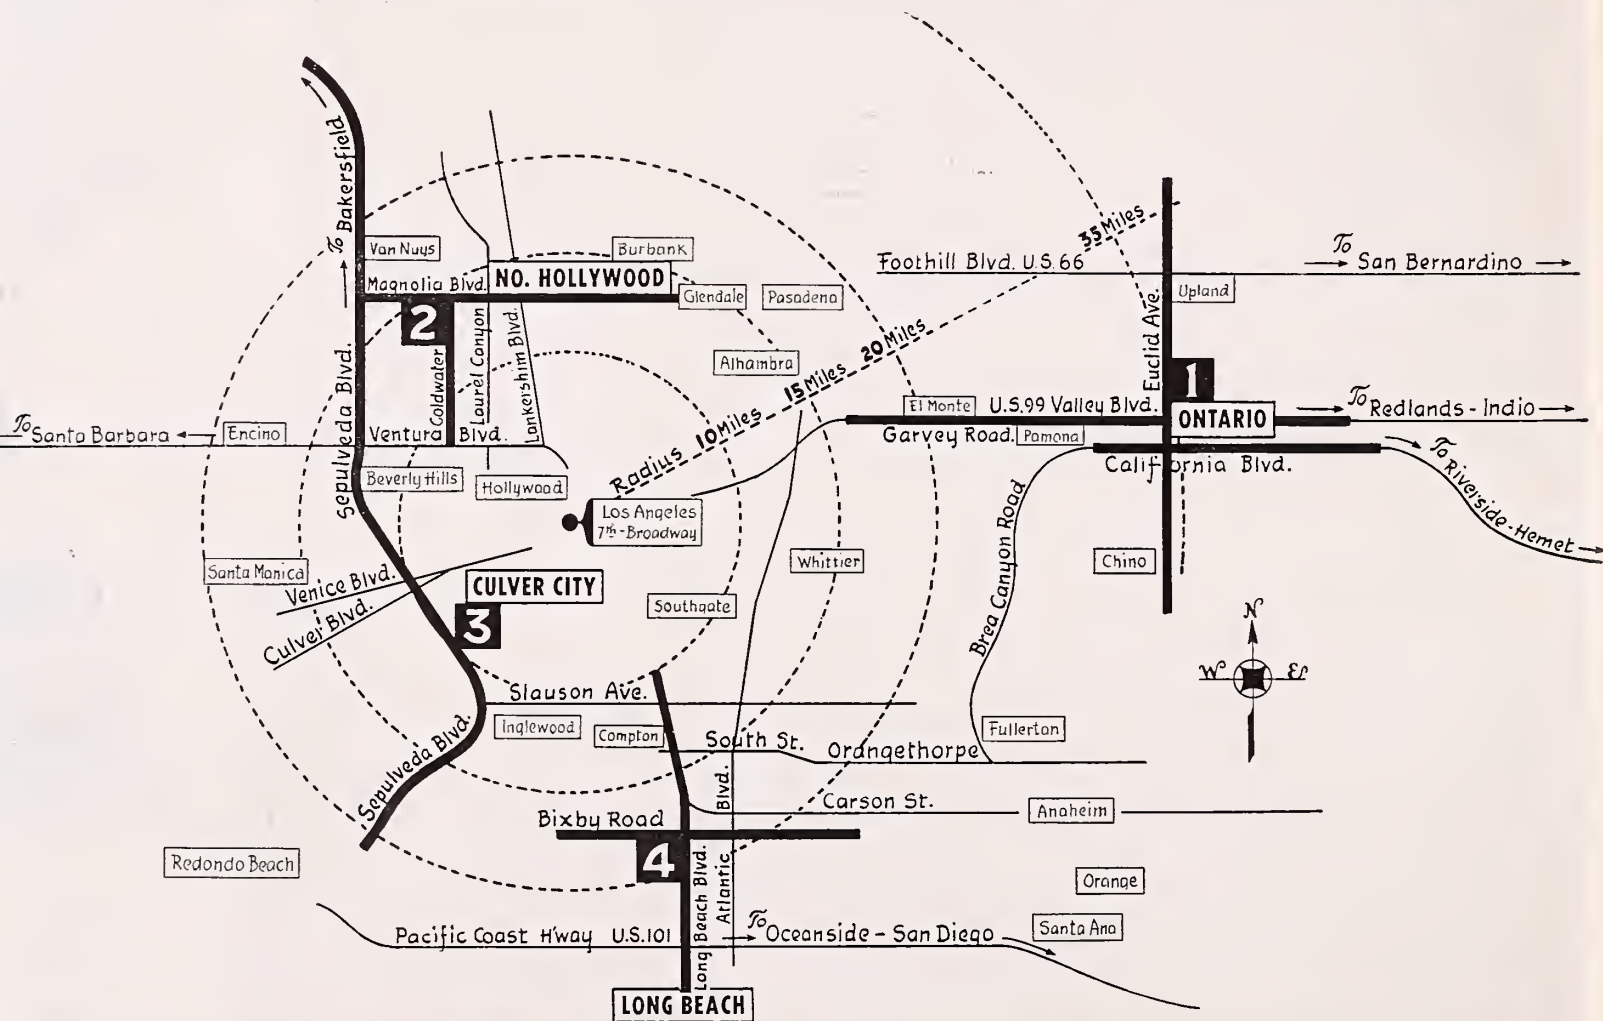 35 Miles
To Bakersfield
Van Nuys
Burbank
Foothill Blvd. U.S. 66
To
San Bernardino
Magnolia Blvd.
NO. HOLLYWOOD
Glendale
Pasadena
Upland
2
20 Miles
Euclid Ave.
Sepulveda Blvd.
Coldwater
Laurel Canyon
Lankershim Blvd.
Alhambra
15 Miles
1
El Monte
U.S. 99 Valley Blvd.
ONTARIO
To Redlands - Indio
To Santa Barbara
Encino
Ventura Blvd.
10 Miles
Garvey Road.
Pamona
California Blvd.
To Riverside - Hemet
Beverly Hills
Hollywood
Radius
Los Angeles
7th - Broadway
Brea Canyon Road
Santa Monica
Venice Blvd.
Culver Blvd.
CULVER CITY
3
Whittier
Chino
Southgate
N
W
E
Slauson Ave.
Inglewood
Compton
South St.
Orangethorpe
Fullerton
Sepulveda Blvd.
Carson St.
Anaheim
Bixby Road
4
Long Beach Blvd.
Atlantic Blvd.
Redondo Beach
Orange
Santa Ana
Pacific Coast H'way U.S. 101
To Oceanside - San Diego
LONG BEACH